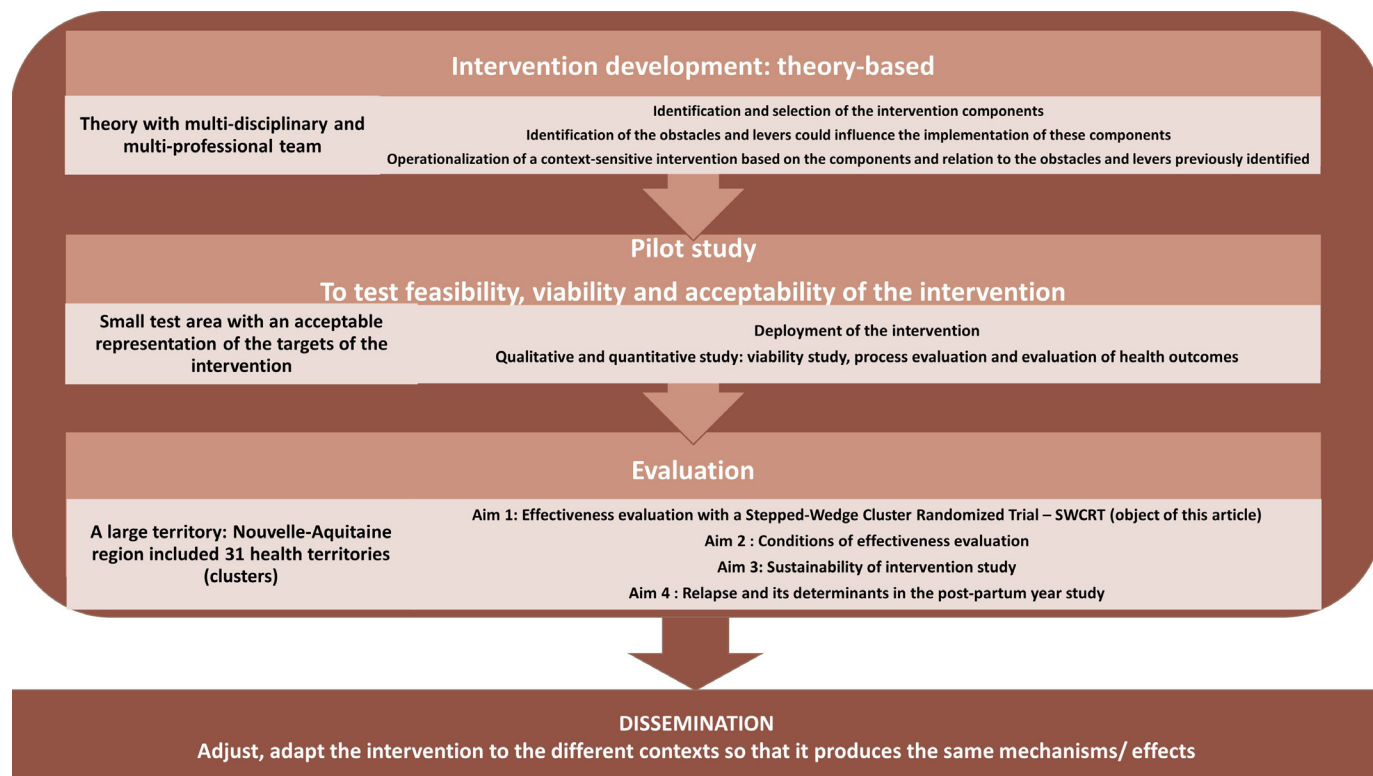 Intervention development: theory-based
Theory with multi-disciplinary and
multi-professional team
Identification and selection of the intervention components
Identification of the obstacles and levers could influence the implementation of these components
Operationalization of a context-sensitive intervention based on the components and relation to the obstacles and levers previously identified
Pilot study
To test feasibility, viability and acceptability of the intervention
Small test area with an acceptable
representation of the targets of the
intervention
Deployment of the intervention
Qualitative and quantitative study: viability study, process evaluation and evaluation of health outcomes
Evaluation
A large territory: Nouvelle-Aquitaine
region included 31 health territories
(clusters)
Aim 1: Effectiveness evaluation with a Stepped-Wedge Cluster Randomized Trial – SWCRT (object of this article)
Aim 2 : Conditions of effectiveness evaluation
Aim 3: Sustainability of intervention study
Aim 4 : Relapse and its determinants in the post-partum year study
DISSEMINATION
Adjust, adapt the intervention to the different contexts so that it produces the same mechanisms/ effects